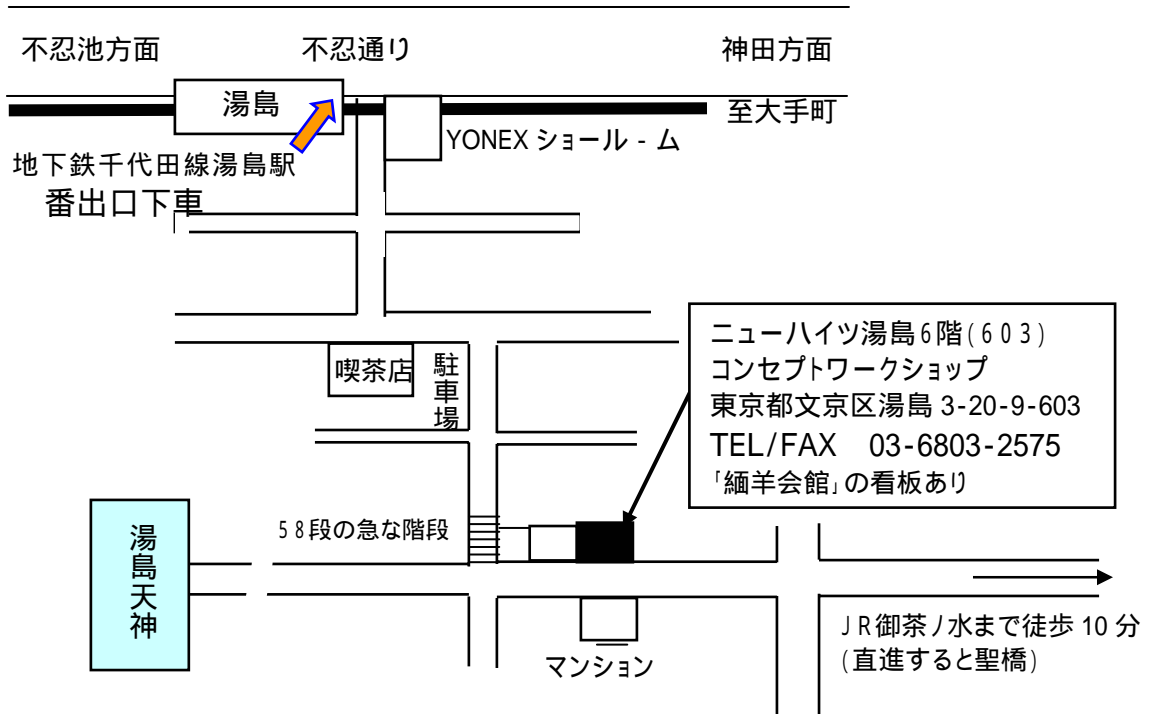 不忍池方面
不忍通り
神田方面
湯島
至大手町
YONEX ショール - ム
地下鉄千代田線湯島駅
番出口下車
ニューハイツ湯島6階(603)
コンセプトワークショップ
東京都文京区湯島 3-20-9-603
TEL/FAX 03-6803-2575
「緬羊会館」の看板あり
喫茶店
駐車場
58段の急な階段
湯島天神
マンション
JR御茶ノ水まで徒歩 10 分
(直進すると聖橋)